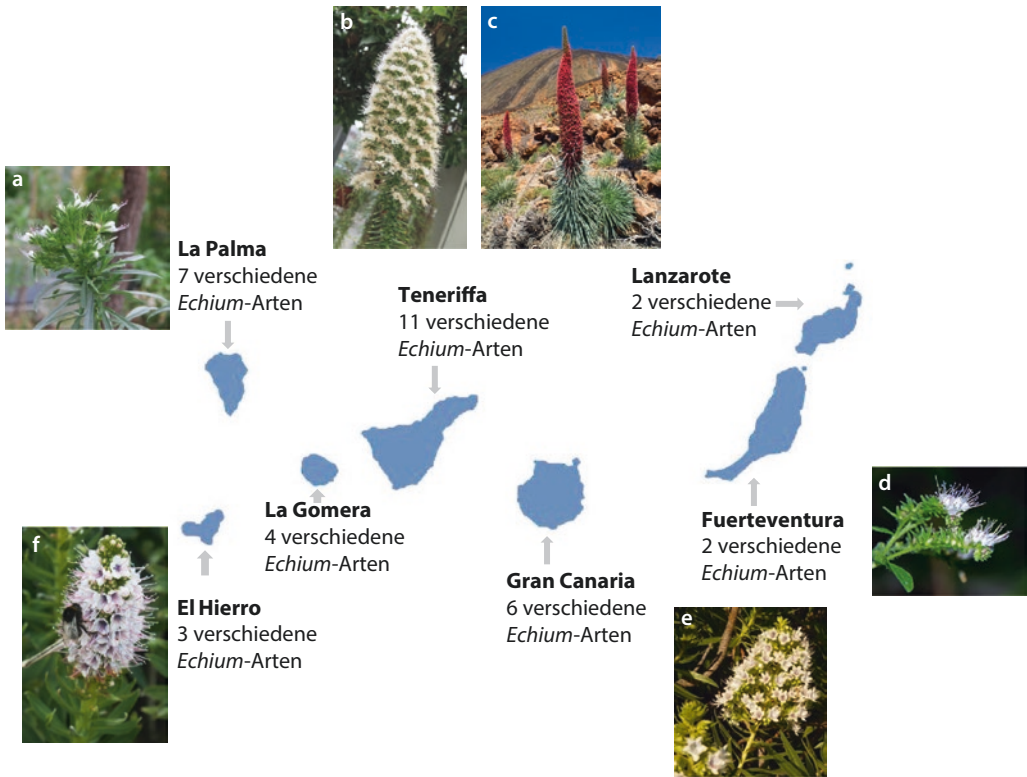 b
c
a
La Palma
7 verschiedene
Echium-Arten
Teneriffa
11 verschiedene
Echium-Arten
Lanzarote
2 verschiedene
Echium-Arten
d
La Gomera
4 verschiedene
Echium-Arten
Fuerteventura
2 verschiedene
Echium-Arten
f
El Hierro
3 verschiedene
Echium-Arten
Gran Canaria
6 verschiedene
Echium-Arten
e